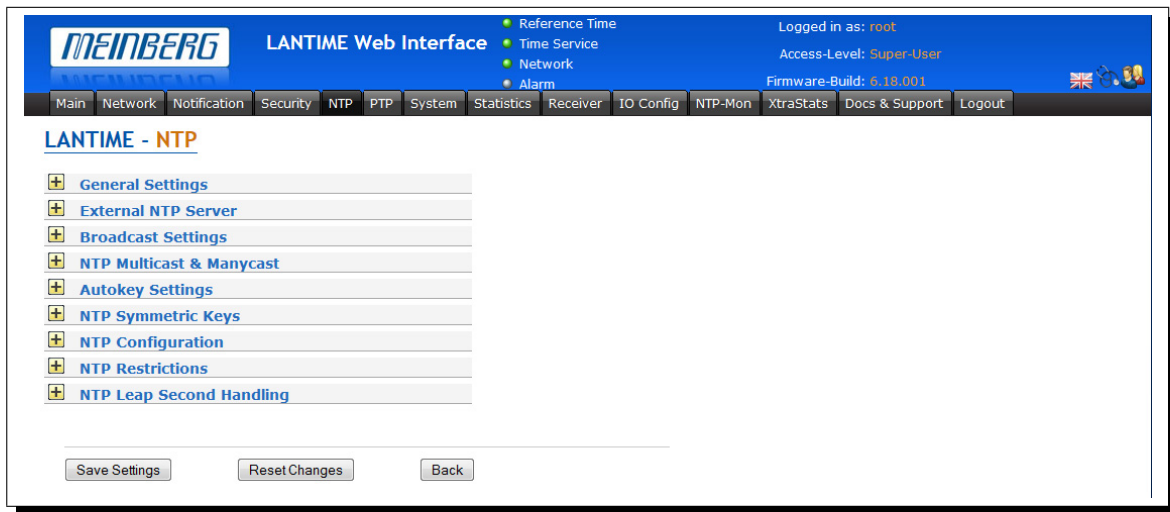 MEINBERG
LANTIME Web Interface
Reference Time
Time Service
Network
Alarm
Logged in as: root
Access-Level: Super-User
Firmware-Build: 6.18.001
Main Network Notification Security NTP PTP System Statistics Receiver IO Config NTP-Mon XtraStats Docs & Support Logout
LANTIME - NTP
General Settings
External NTP Server
Broadcast Settings
NTP Multicast & Manycast
Autokey Settings
NTP Symmetric Keys
NTP Configuration
NTP Restrictions
NTP Leap Second Handling
Save Settings Reset Changes Back